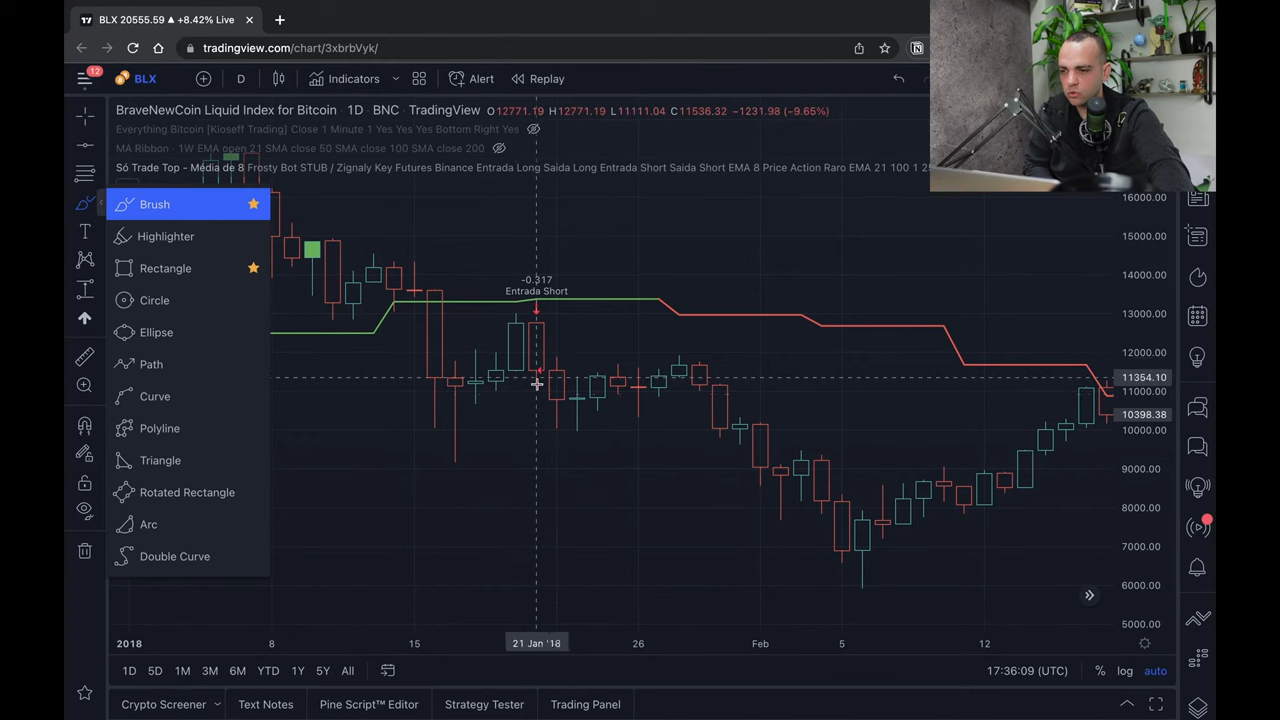 BLX 20555.59 ▲ +8.42% Live
tradingview.com/chart/3xbrbVyk/
12
BLX
D
Indicators
Alert
Replay
BraveNewCoin Liquid Index for Bitcoin · 1D · BNC · TradingView O12771.19 H12771.19 L11111.04 C11536.32 −1231.98 (−9.65%)
Everything Bitcoin [Kioseff Trading] Close 1 Minute 1 Yes Yes Yes Bottom Right Yes
MA Ribbon · 1W EMA open 21 SMA close 50 SMA close 100 SMA close 200
Só Trade Top - Média de 8 Frosty Bot STUB / Zignaly Key Futures Binance Entrada Long Saida Long Entrada Short Saida Short EMA 8 Price Action Raro EMA 21 100 1
Brush
Highlighter
Rectangle
Circle
Ellipse
Path
Curve
Polyline
Triangle
Rotated Rectangle
Arc
Double Curve
-0.317
Entrada Short
16000.00
15000.00
14000.00
13000.00
12000.00
11354.10
11000.00
10398.38
10000.00
9000.00
8000.00
7000.00
6000.00
5000.00
2018
8
15
21 Jan '18
26
Feb
5
12
1D 5D 1M 3M 6M YTD 1Y 5Y All
17:36:09 (UTC)
% log auto
Crypto Screener
Text Notes
Pine Script™ Editor
Strategy Tester
Trading Panel